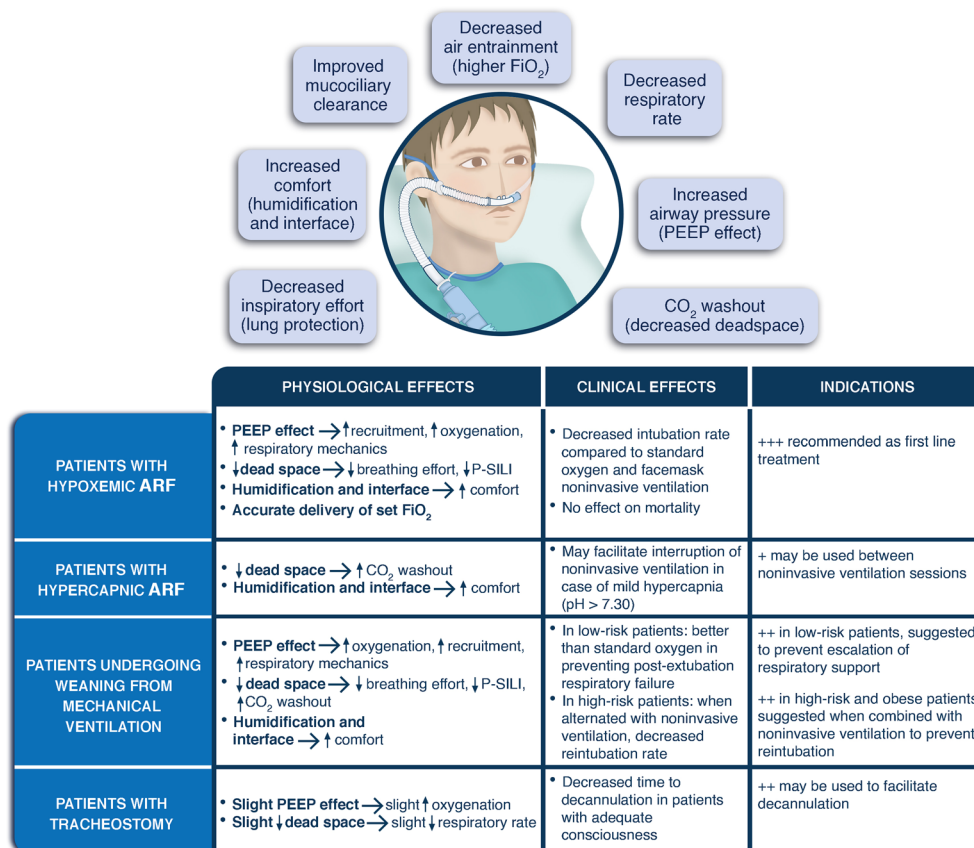 Decreased
air entrainment
(higher FiO₂)
Improved
mucociliary
clearance
Decreased
respiratory
rate
Increased
comfort
(humidification
and interface)
Increased
airway pressure
(PEEP effect)
Decreased
inspiratory effort
(lung protection)
CO₂ washout
(decreased deadspace)
PHYSIOLOGICAL EFFECTS
CLINICAL EFFECTS
INDICATIONS
PATIENTS WITH
HYPOXEMIC ARF
• PEEP effect → ↑recruitment, ↑ oxygenation,
↑ respiratory mechanics
• ↓dead space → ↓ breathing effort, ↓P-SILI
• Humidification and interface → ↑ comfort
• Accurate delivery of set FiO₂
• Decreased intubation rate
compared to standard
oxygen and facemask
noninvasive ventilation
• No effect on mortality
+++ recommended as first line
treatment
PATIENTS WITH
HYPERCAPNIC ARF
• ↓ dead space → ↑ CO₂ washout
• Humidification and interface → ↑ comfort
• May facilitate interruption of
noninvasive ventilation in
case of mild hypercapnia
(pH > 7.30)
+ may be used between
noninvasive ventilation sessions
PATIENTS UNDERGOING
WEANING FROM
MECHANICAL
VENTILATION
• PEEP effect → ↑oxygenation, ↑ recruitment,
↑respiratory mechanics
• ↓dead space → ↓ breathing effort, ↓P-SILI,
↑CO₂ washout
• Humidification and
interface → ↑ comfort
• In low-risk patients: better
than standard oxygen in
preventing post-extubation
respiratory failure
• In high-risk patients: when
alternated with noninvasive
ventilation, decreased
reintubation rate
++ in low-risk patients, suggested
to prevent escalation of
respiratory support
++ in high-risk and obese patients
suggested when combined with
noninvasive ventilation to prevent
reintubation
PATIENTS WITH
TRACHEOSTOMY
• Slight PEEP effect → slight ↑ oxygenation
• Slight ↓dead space → slight ↓ respiratory rate
• Decreased time to
decannulation in patients
with adequate
consciousness
++ may be used to facilitate
decannulation